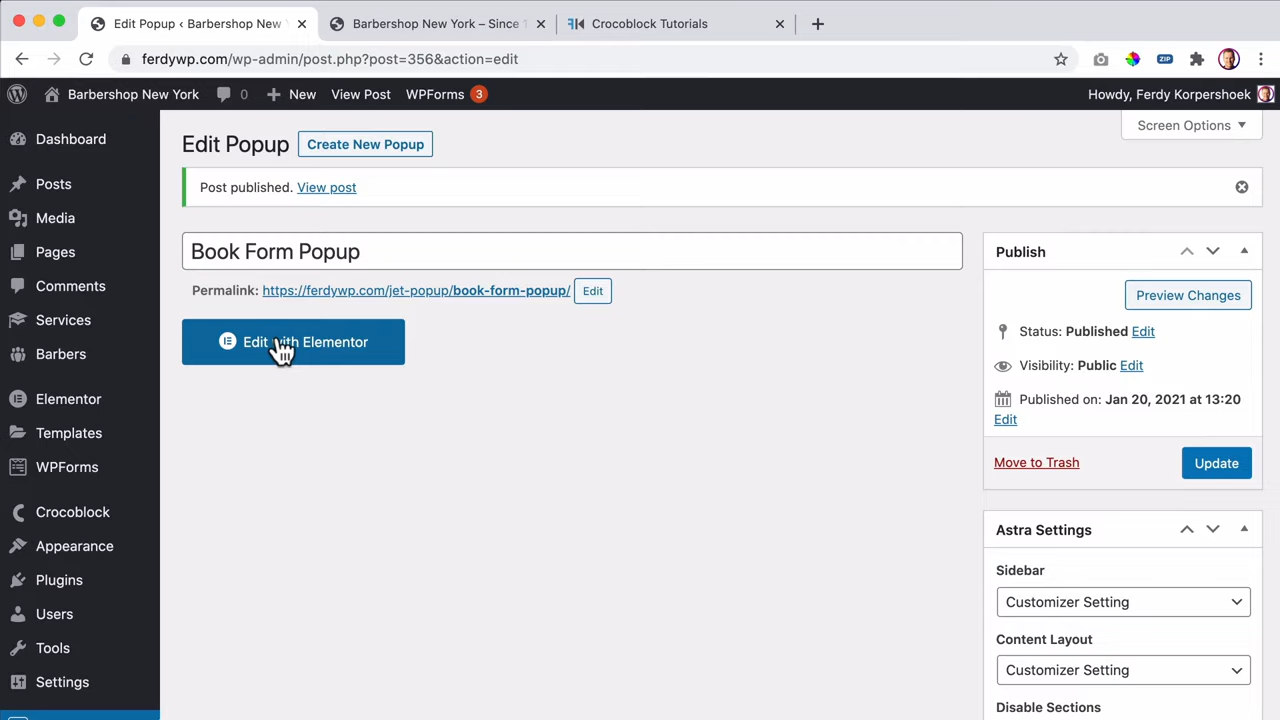 Edit Popup ‹ Barbershop New
Barbershop New York – Since 1
Crocoblock Tutorials
ferdywp.com/wp-admin/post.php?post=356&action=edit
ZIP
Barbershop New York
0
New
View Post
WPForms
3
Howdy, Ferdy Korpershoek
Dashboard
Posts
Media
Pages
Comments
Services
Barbers
Elementor
Templates
WPForms
Crocoblock
Appearance
Plugins
Users
Tools
Settings
Edit Popup
Create New Popup
Screen Options
Post published. View post
Book Form Popup
Permalink: https://ferdywp.com/jet-popup/book-form-popup/
Edit
Edit with Elementor
Publish
Preview Changes
Status: Published Edit
Visibility: Public Edit
Published on: Jan 20, 2021 at 13:20
Edit
Move to Trash
Update
Astra Settings
Sidebar
Customizer Setting
Content Layout
Customizer Setting
Disable Sections